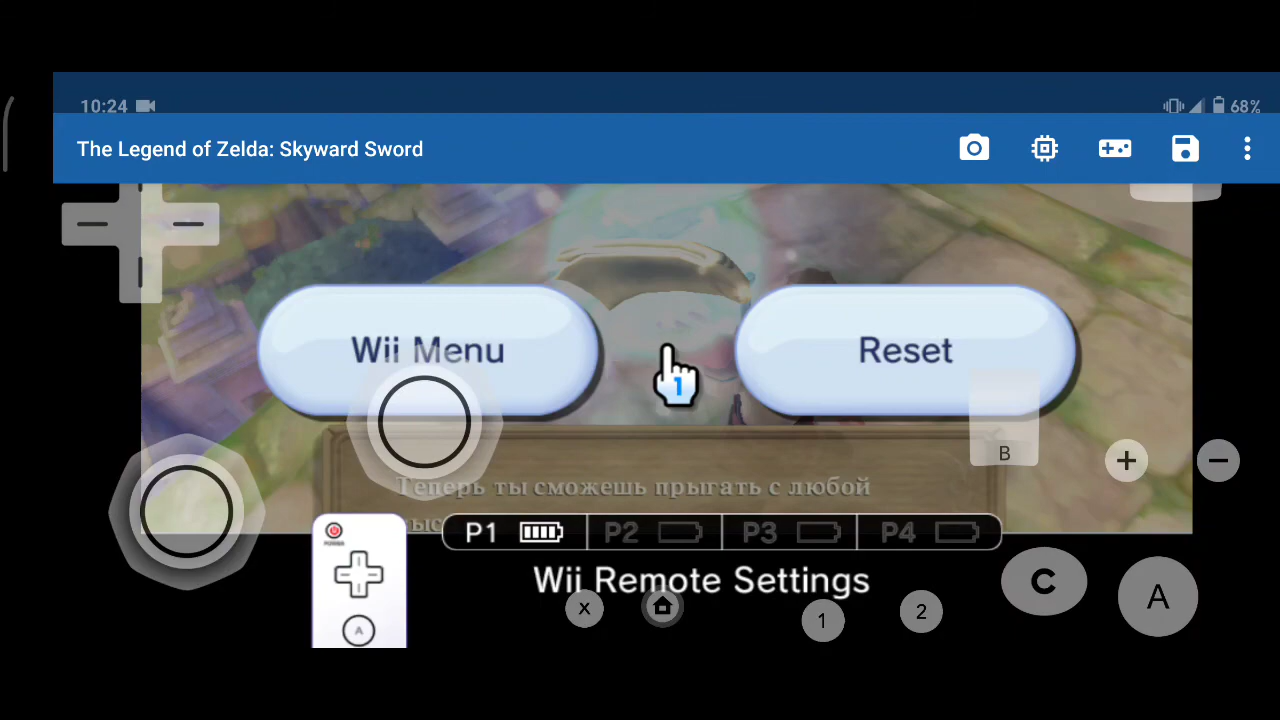 10:24 68%
The Legend of Zelda: Skyward Sword
Wii Menu Reset
B
+ −
Теперь ты сможешь прыгать с любой
P1 P2 P3 P4
POWER
Wii Remote Settings
C A
A X 1 2